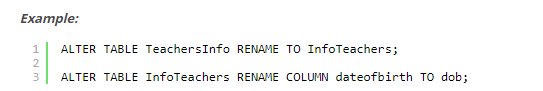 Example:
1 ALTER TABLE TeachersInfo RENAME TO InfoTeachers;
2
3 ALTER TABLE InfoTeachers RENAME COLUMN dateofbirth TO dob;